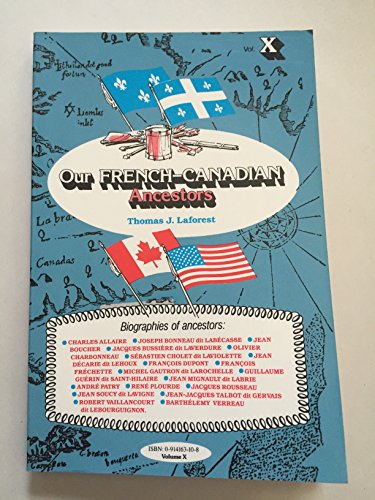 Vol. X
Our FRENCH-CANADIAN
Ancestors
Thomas J. Laforest
Biographies of ancestors:
• CHARLES ALLAIRE • JOSEPH BONNEAU dit LABÉCASSE • JEAN
BOUCHER • JACQUES BUSSIÈRE dit LAVERDURE • OLIVIER
CHARBONNEAU • SÉBASTIEN CHOLET dit LAVIOLETTE • JEAN
DÉCARIE dit LEHOUX • FRANÇOIS DUPONT • FRANÇOIS
FRÉCHETTE • MICHEL GAUTRON dit LAROCHELLE • GUILLAUME
GUÉRIN dit SAINT-HILAIRE • JEAN MIGNAULT dit LABRIE
• ANDRÉ PATRY • RENÉ PLOURDE • JACQUES ROUSSEAU
• JEAN SOUCY dit LAVIGNE • JEAN-JACQUES TALBOT dit GERVAIS
• ROBERT VAILLANCOURT • BARTHÉLEMY VERREAU
dit LEBOURGUIGNON.
ISBN: 0-914163-10-8
Volume X